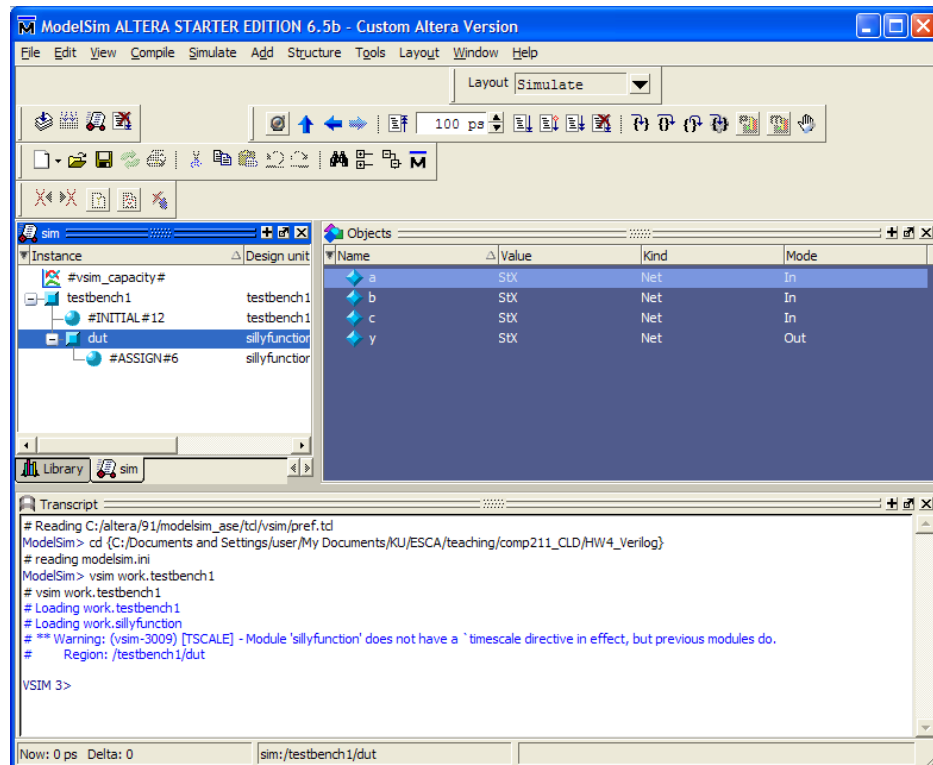 ModelSim ALTERA STARTER EDITION 6.5b - Custom Altera Version
File Edit View Compile Simulate Add Structure Tools Layout Window Help
Layout Simulate
100 ps
sim
Objects
Instance Design unit
Name Value Kind Mode
#vsim_capacity#
a StX Net In
testbench1 testbench1
b StX Net In
#INITIAL#12 testbench1
c StX Net In
dut sillyfunction
y StX Net Out
#ASSIGN#6 sillyfunction
Library sim
Transcript
# Reading C:/altera/91/modelsim_ase/tcl/vsim/pref.tcl
ModelSim> cd {C:/Documents and Settings/user/My Documents/KU/ESCA/teaching/comp211_CLD/HW4_Verilog}
# reading modelsim.ini
ModelSim> vsim work.testbench1
# vsim work.testbench1
# Loading work.testbench1
# Loading work.sillyfunction
# ** Warning: (vsim-3009) [TSCALE] - Module 'sillyfunction' does not have a `timescale directive in effect, but previous modules do.
# Region: /testbench1/dut
VSIM 3>
Now: 0 ps Delta: 0
sim:/testbench1/dut